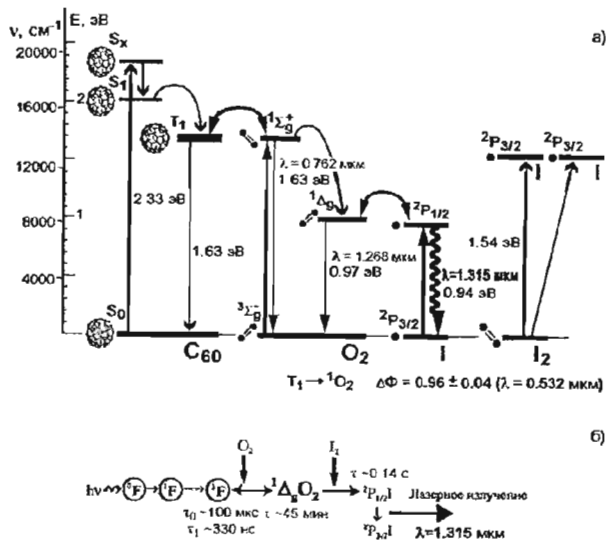 ν, см⁻¹ E, эВ а)
20000 Sₓ
S₁
16000 2
T₁ ¹Σg⁺ ²P₃/₂ ²P₃/₂
12000 I I
λ = 0.762 мкм
1.63 эВ
2.33 эВ ¹Δg
8000 1 ²P₁/₂
1.63 эВ λ = 1.268 мкм 1.54 эВ
0.97 эВ λ=1.315 мкм
0.94 эВ
4000
S₀ ³Σg⁻ ²P₃/₂
C₆₀ O₂ I I₂
T₁→¹O₂ ΔΦ = 0.96 ± 0.04 (λ = 0.532 мкм)
б)
O₂ I₂
τ ~0.14 с
hν F → ¹F → ³F ¹ΔgO₂ ²P₁/₂I Лазерное излучение
τ₀ ~100 мкс τ ~45 мин
τ₁ ~330 нс ²P₃/₂I λ=1.315 мкм